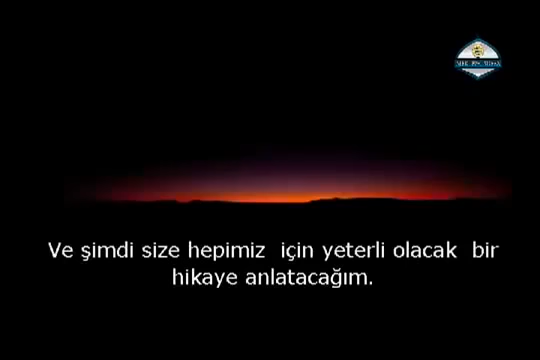 Ve şimdi size hepimiz için yeterli olacak bir
hikaye anlatacağım.